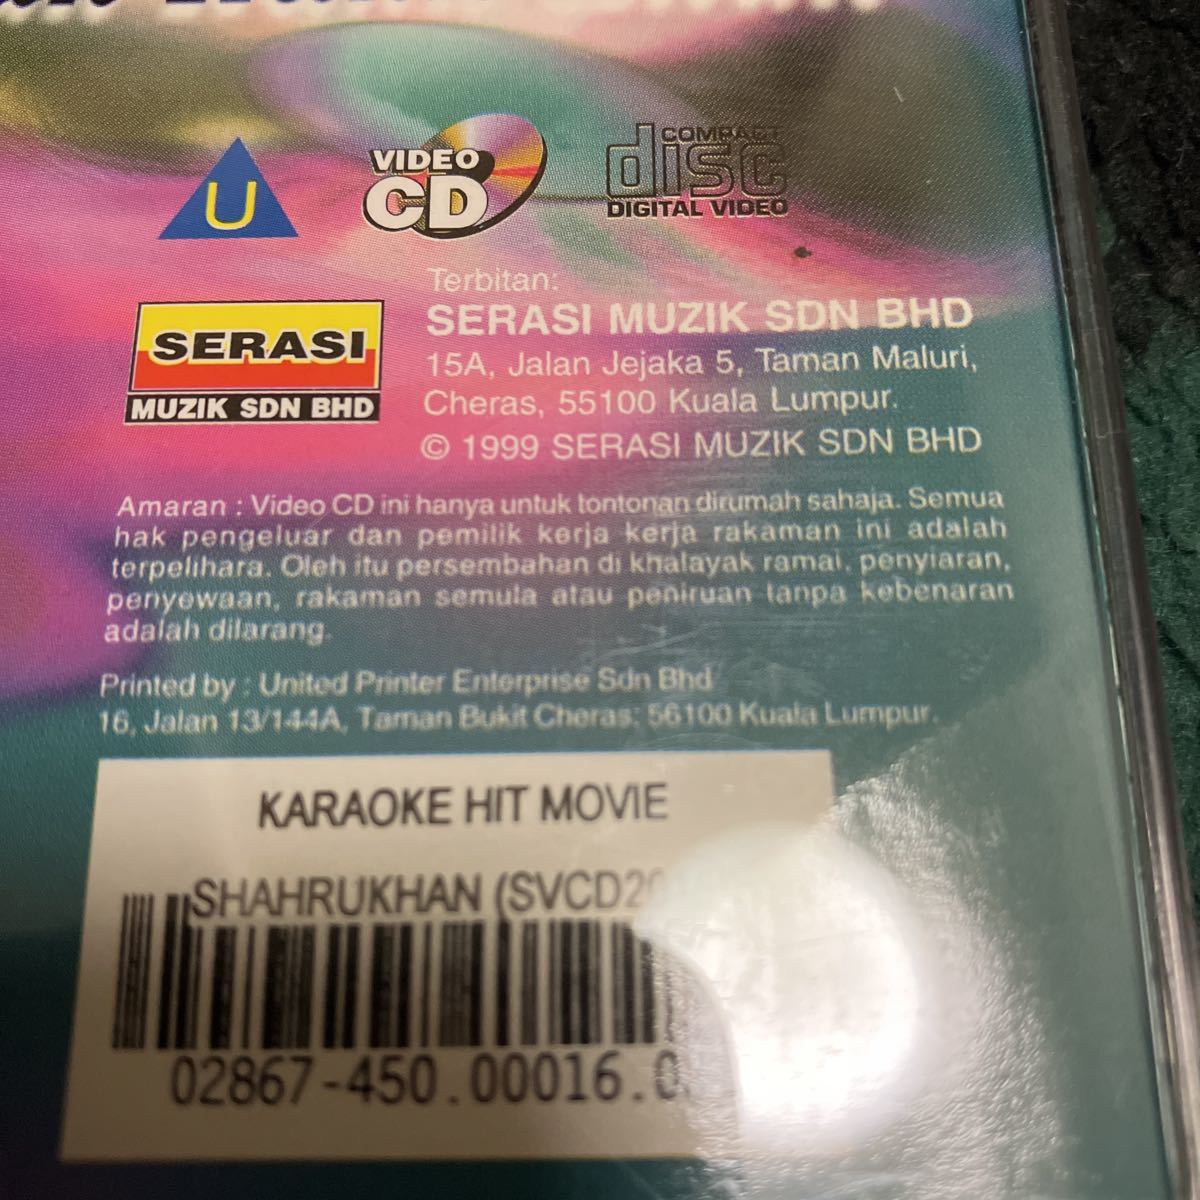 U
VIDEO
CD
COMPACT
disc
DIGITAL VIDEO
Terbitan:
SERASI
MUZIK SDN BHD
SERASI MUZIK SDN BHD
15A, Jalan Jejaka 5, Taman Maluri,
Cheras, 55100 Kuala Lumpur.
© 1999 SERASI MUZIK SDN BHD
Amaran : Video CD ini hanya untuk tontonan dirumah sahaja. Semua
hak pengeluar dan pemilik kerja kerja rakaman ini adalah
terpelihara. Oleh itu persembahan di khalayak ramai, penyiaran,
penyewaan, rakaman semula atau peniruan tanpa kebenaran
adalah dilarang.
Printed by : United Printer Enterprise Sdn Bhd
16, Jalan 13/144A, Taman Bukit Cheras, 56100 Kuala Lumpur.
KARAOKE HIT MOVIE
SHAHRUKHAN
02867-450.00016.0